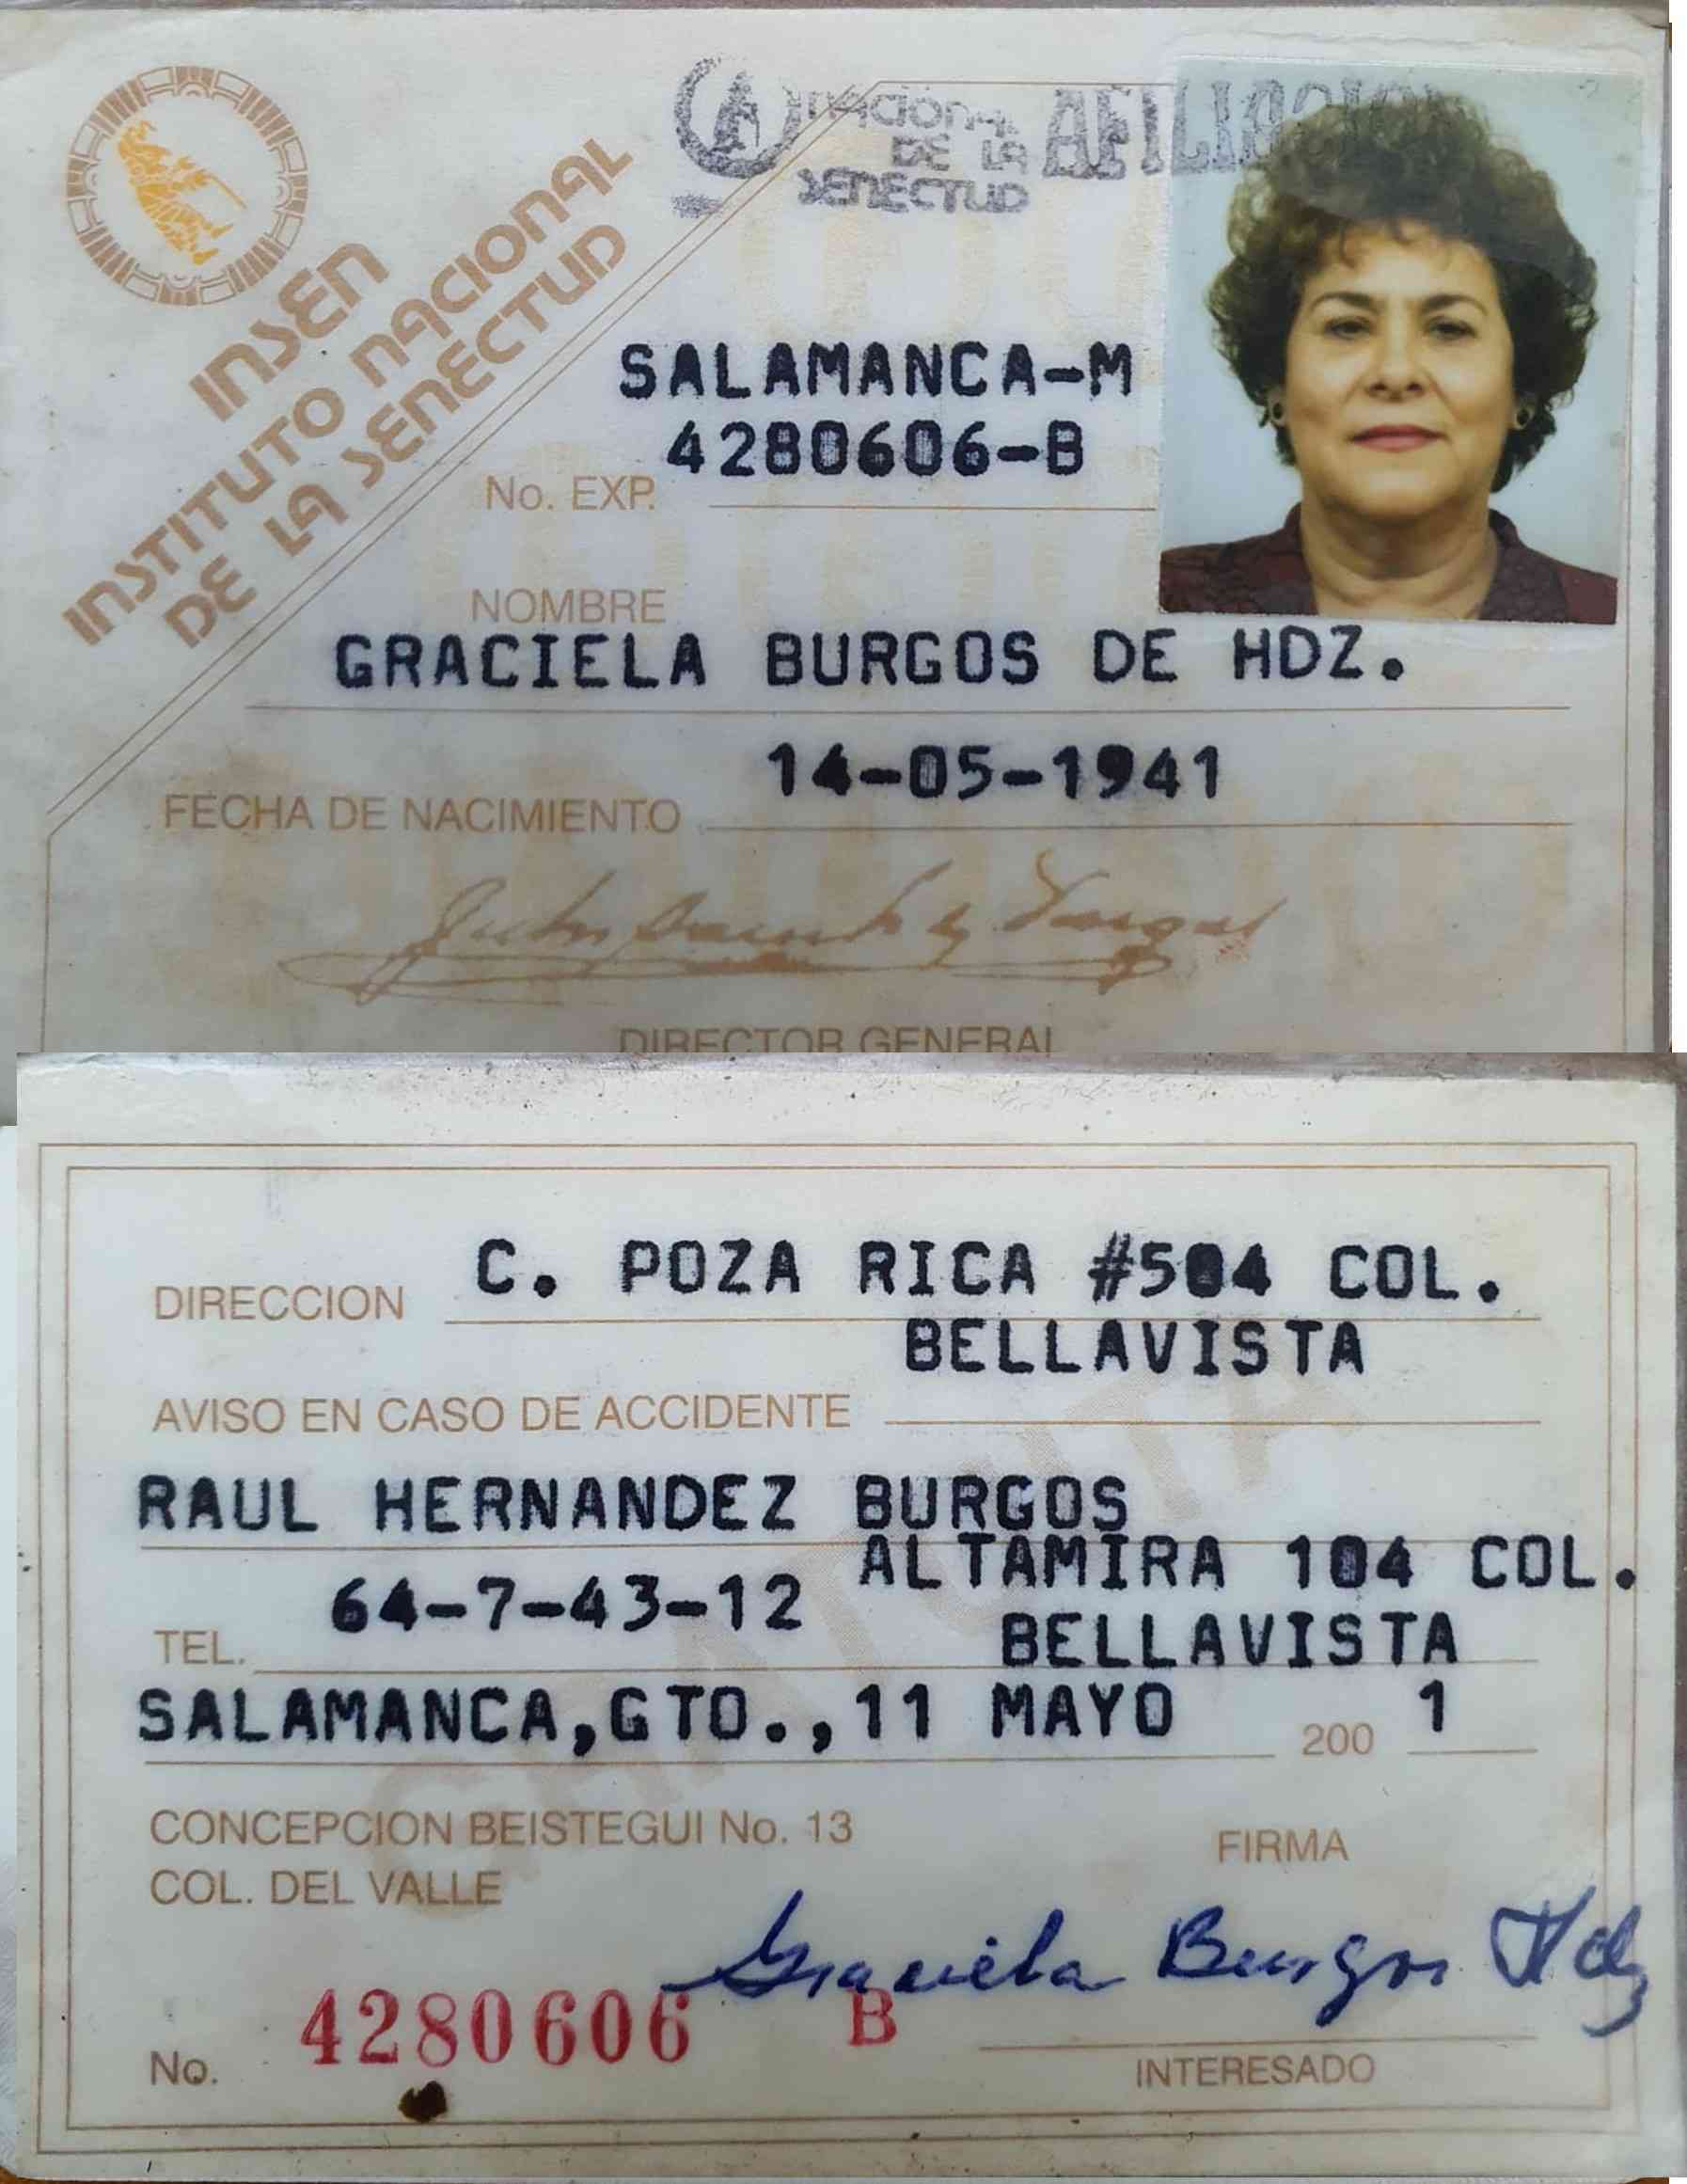 INSEN
INSTITUTO NACIONAL
DE LA SENECTUD
NACIONAL
DE LA
SENECTUD
AFILIACION
SALAMANCA-M
4280606-B
No. EXP.
NOMBRE
GRACIELA BURGOS DE HDZ.
14-05-1941
FECHA DE NACIMIENTO
DIRECTOR GENERAL
C. POZA RICA #504 COL.
DIRECCION
BELLAVISTA
AVISO EN CASO DE ACCIDENTE
RAUL HERNANDEZ BURGOS
ALTAMIRA 104 COL.
64-7-43-12
BELLAVISTA
TEL.
SALAMANCA,GTO.,11 MAYO 200 1
CONCEPCION BEISTEGUI No. 13
COL. DEL VALLE
FIRMA
Graciela Burgos Hdz
No. 4280606 B
INTERESADO